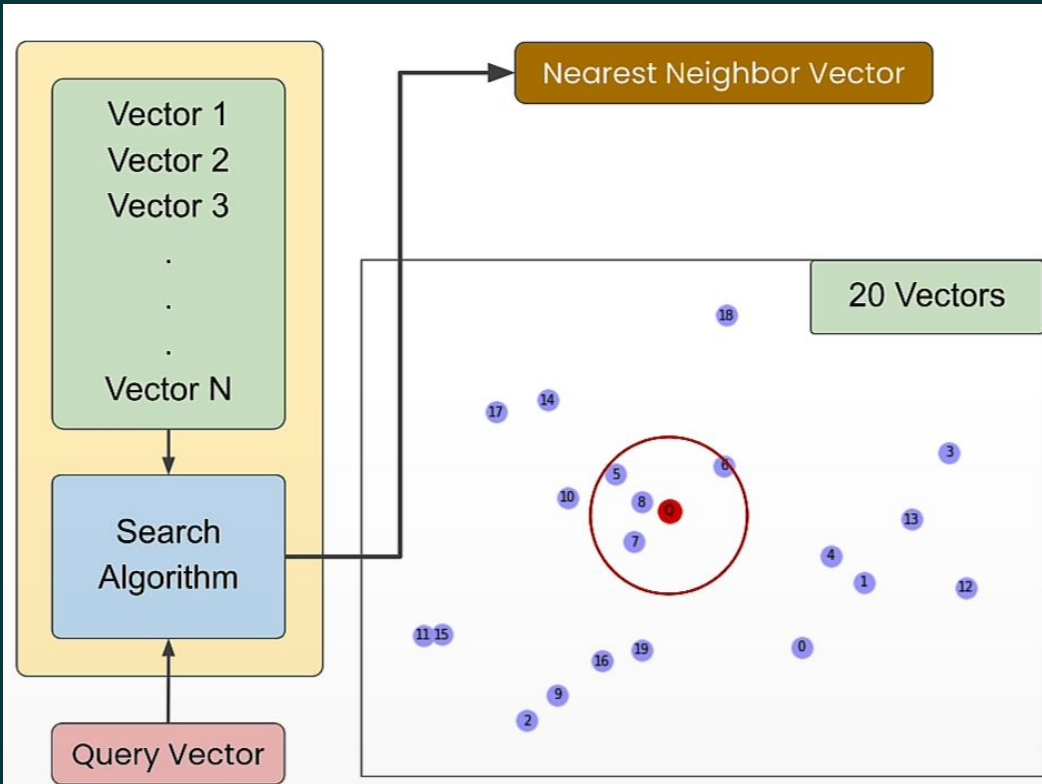 Vector 1
Vector 2
Vector 3
.
.
.
Vector N
Search
Algorithm
Query Vector
Nearest Neighbor Vector
20 Vectors
18
14
17
3
6
5
10
8
Q
13
7
4
1
12
11 15
0
19
16
9
2